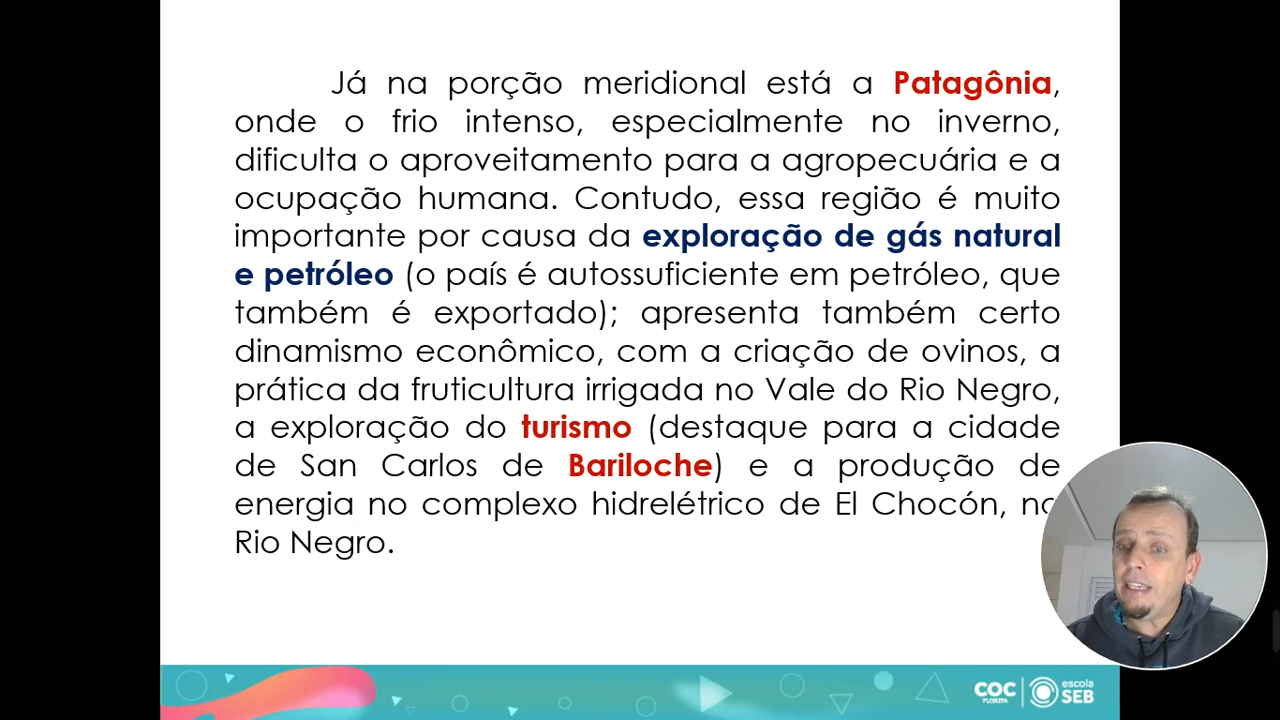 Já na porção meridional está a Patagônia,
onde o frio intenso, especialmente no inverno,
dificulta o aproveitamento para a agropecuária e a
ocupação humana. Contudo, essa região é muito
importante por causa da exploração de gás natural
e petróleo (o país é autossuficiente em petróleo, que
também é exportado); apresenta também certo
dinamismo econômico, com a criação de ovinos, a
prática da fruticultura irrigada no Vale do Rio Negro,
a exploração do turismo (destaque para a cidade
de San Carlos de Bariloche) e a produção de
energia no complexo hidrelétrico de El Chocón,
Rio Negro.
COC
FLORIPA
escola
SEB